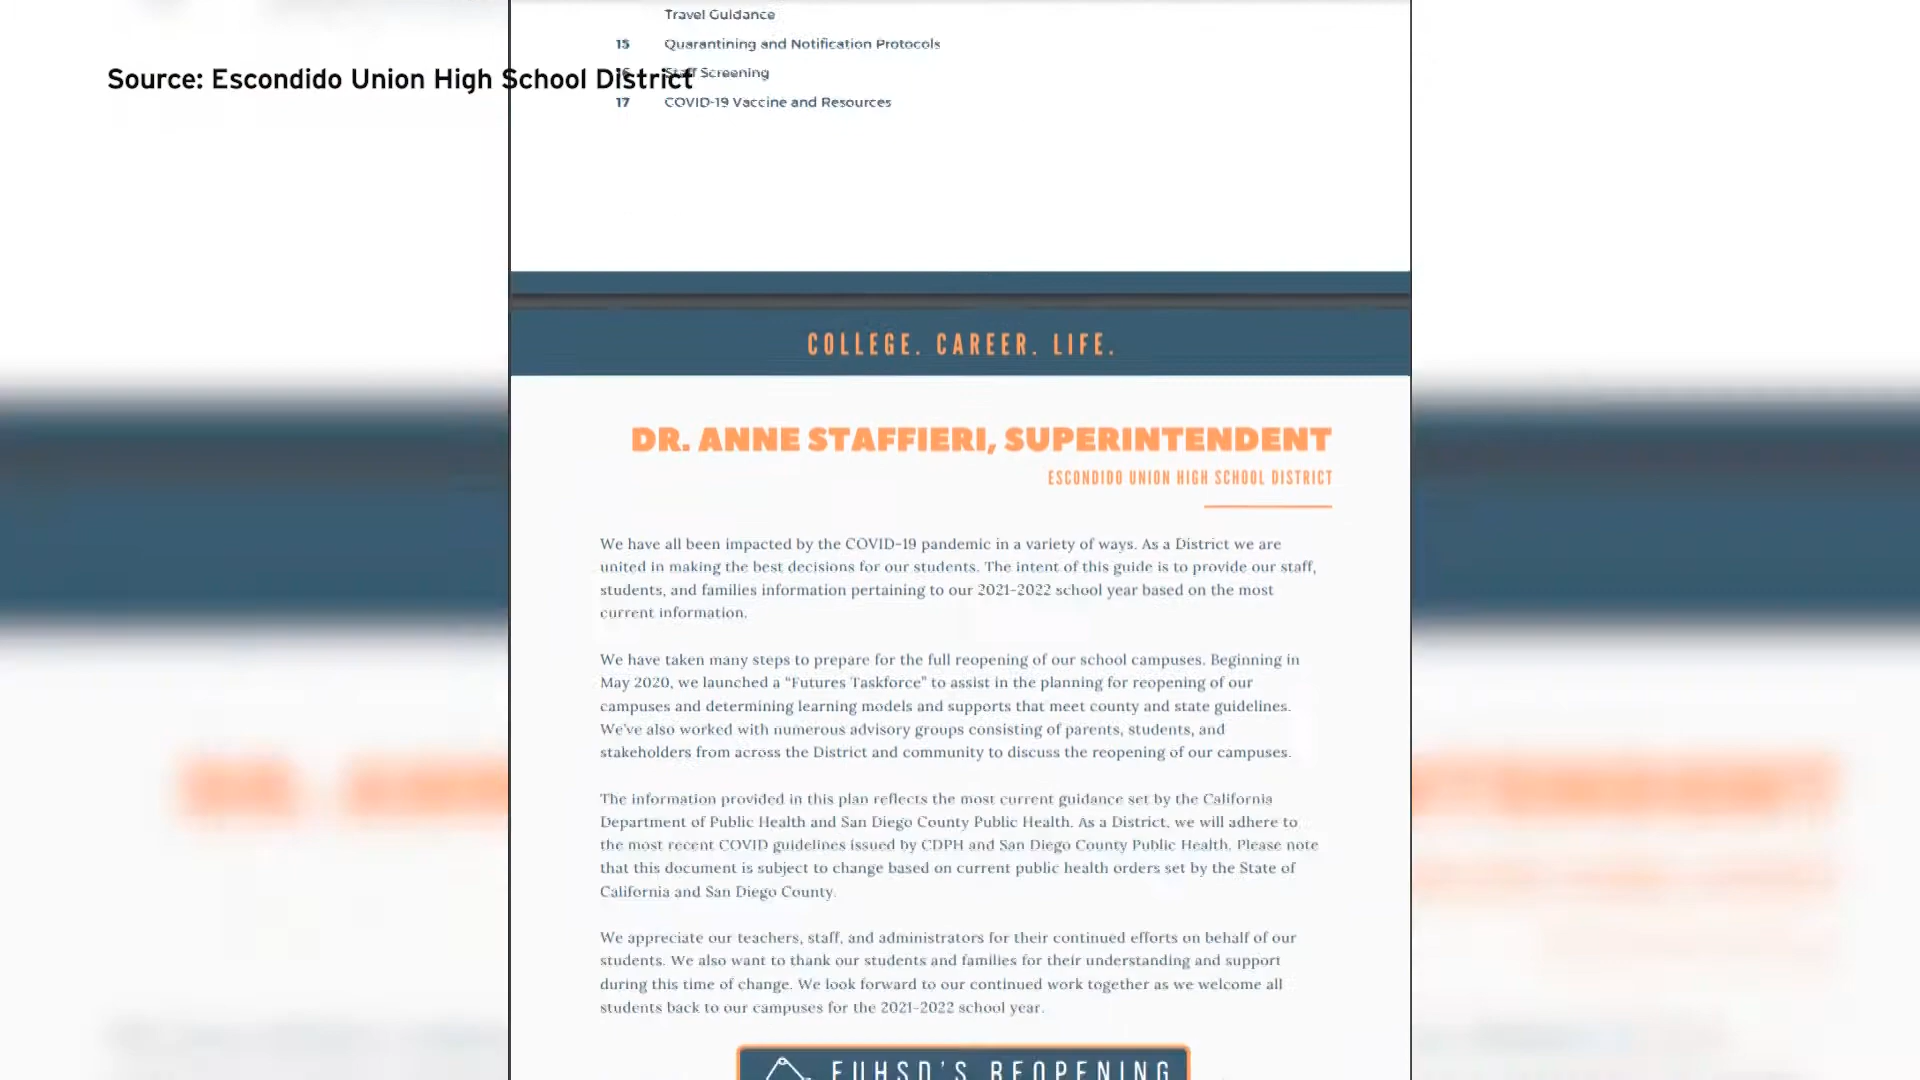 Travel Guidance
15 Quarantining and Notification Protocols
Source: Escondido Union High School District
16 Staff Screening
17 COVID-19 Vaccine and Resources
COLLEGE. CAREER. LIFE.
DR. ANNE STAFFIERI, SUPERINTENDENT
ESCONDIDO UNION HIGH SCHOOL DISTRICT
We have all been impacted by the COVID-19 pandemic in a variety of ways. As a District we are
united in making the best decisions for our students. The intent of this guide is to provide our staff,
students, and families information pertaining to our 2021-2022 school year based on the most
current information.
We have taken many steps to prepare for the full reopening of our school campuses. Beginning in
May 2020, we launched a “Futures Taskforce” to assist in the planning for reopening of our
campuses and determining learning models and supports that meet county and state guidelines.
We've also worked with numerous advisory groups consisting of parents, students, and
stakeholders from across the District and community to discuss the reopening of our campuses.
The information provided in this plan reflects the most current guidance set by the California
Department of Public Health and San Diego County Public Health. As a District, we will adhere to
the most recent COVID guidelines issued by CDPH and San Diego County Public Health. Please note
that this document is subject to change based on current public health orders set by the State of
California and San Diego County.
We appreciate our teachers, staff, and administrators for their continued efforts on behalf of our
students. We also want to thank our students and families for their understanding and support
during this time of change. We look forward to our continued work together as we welcome all
students back to our campuses for the 2021-2022 school year.
EUHSD'S REOPENING